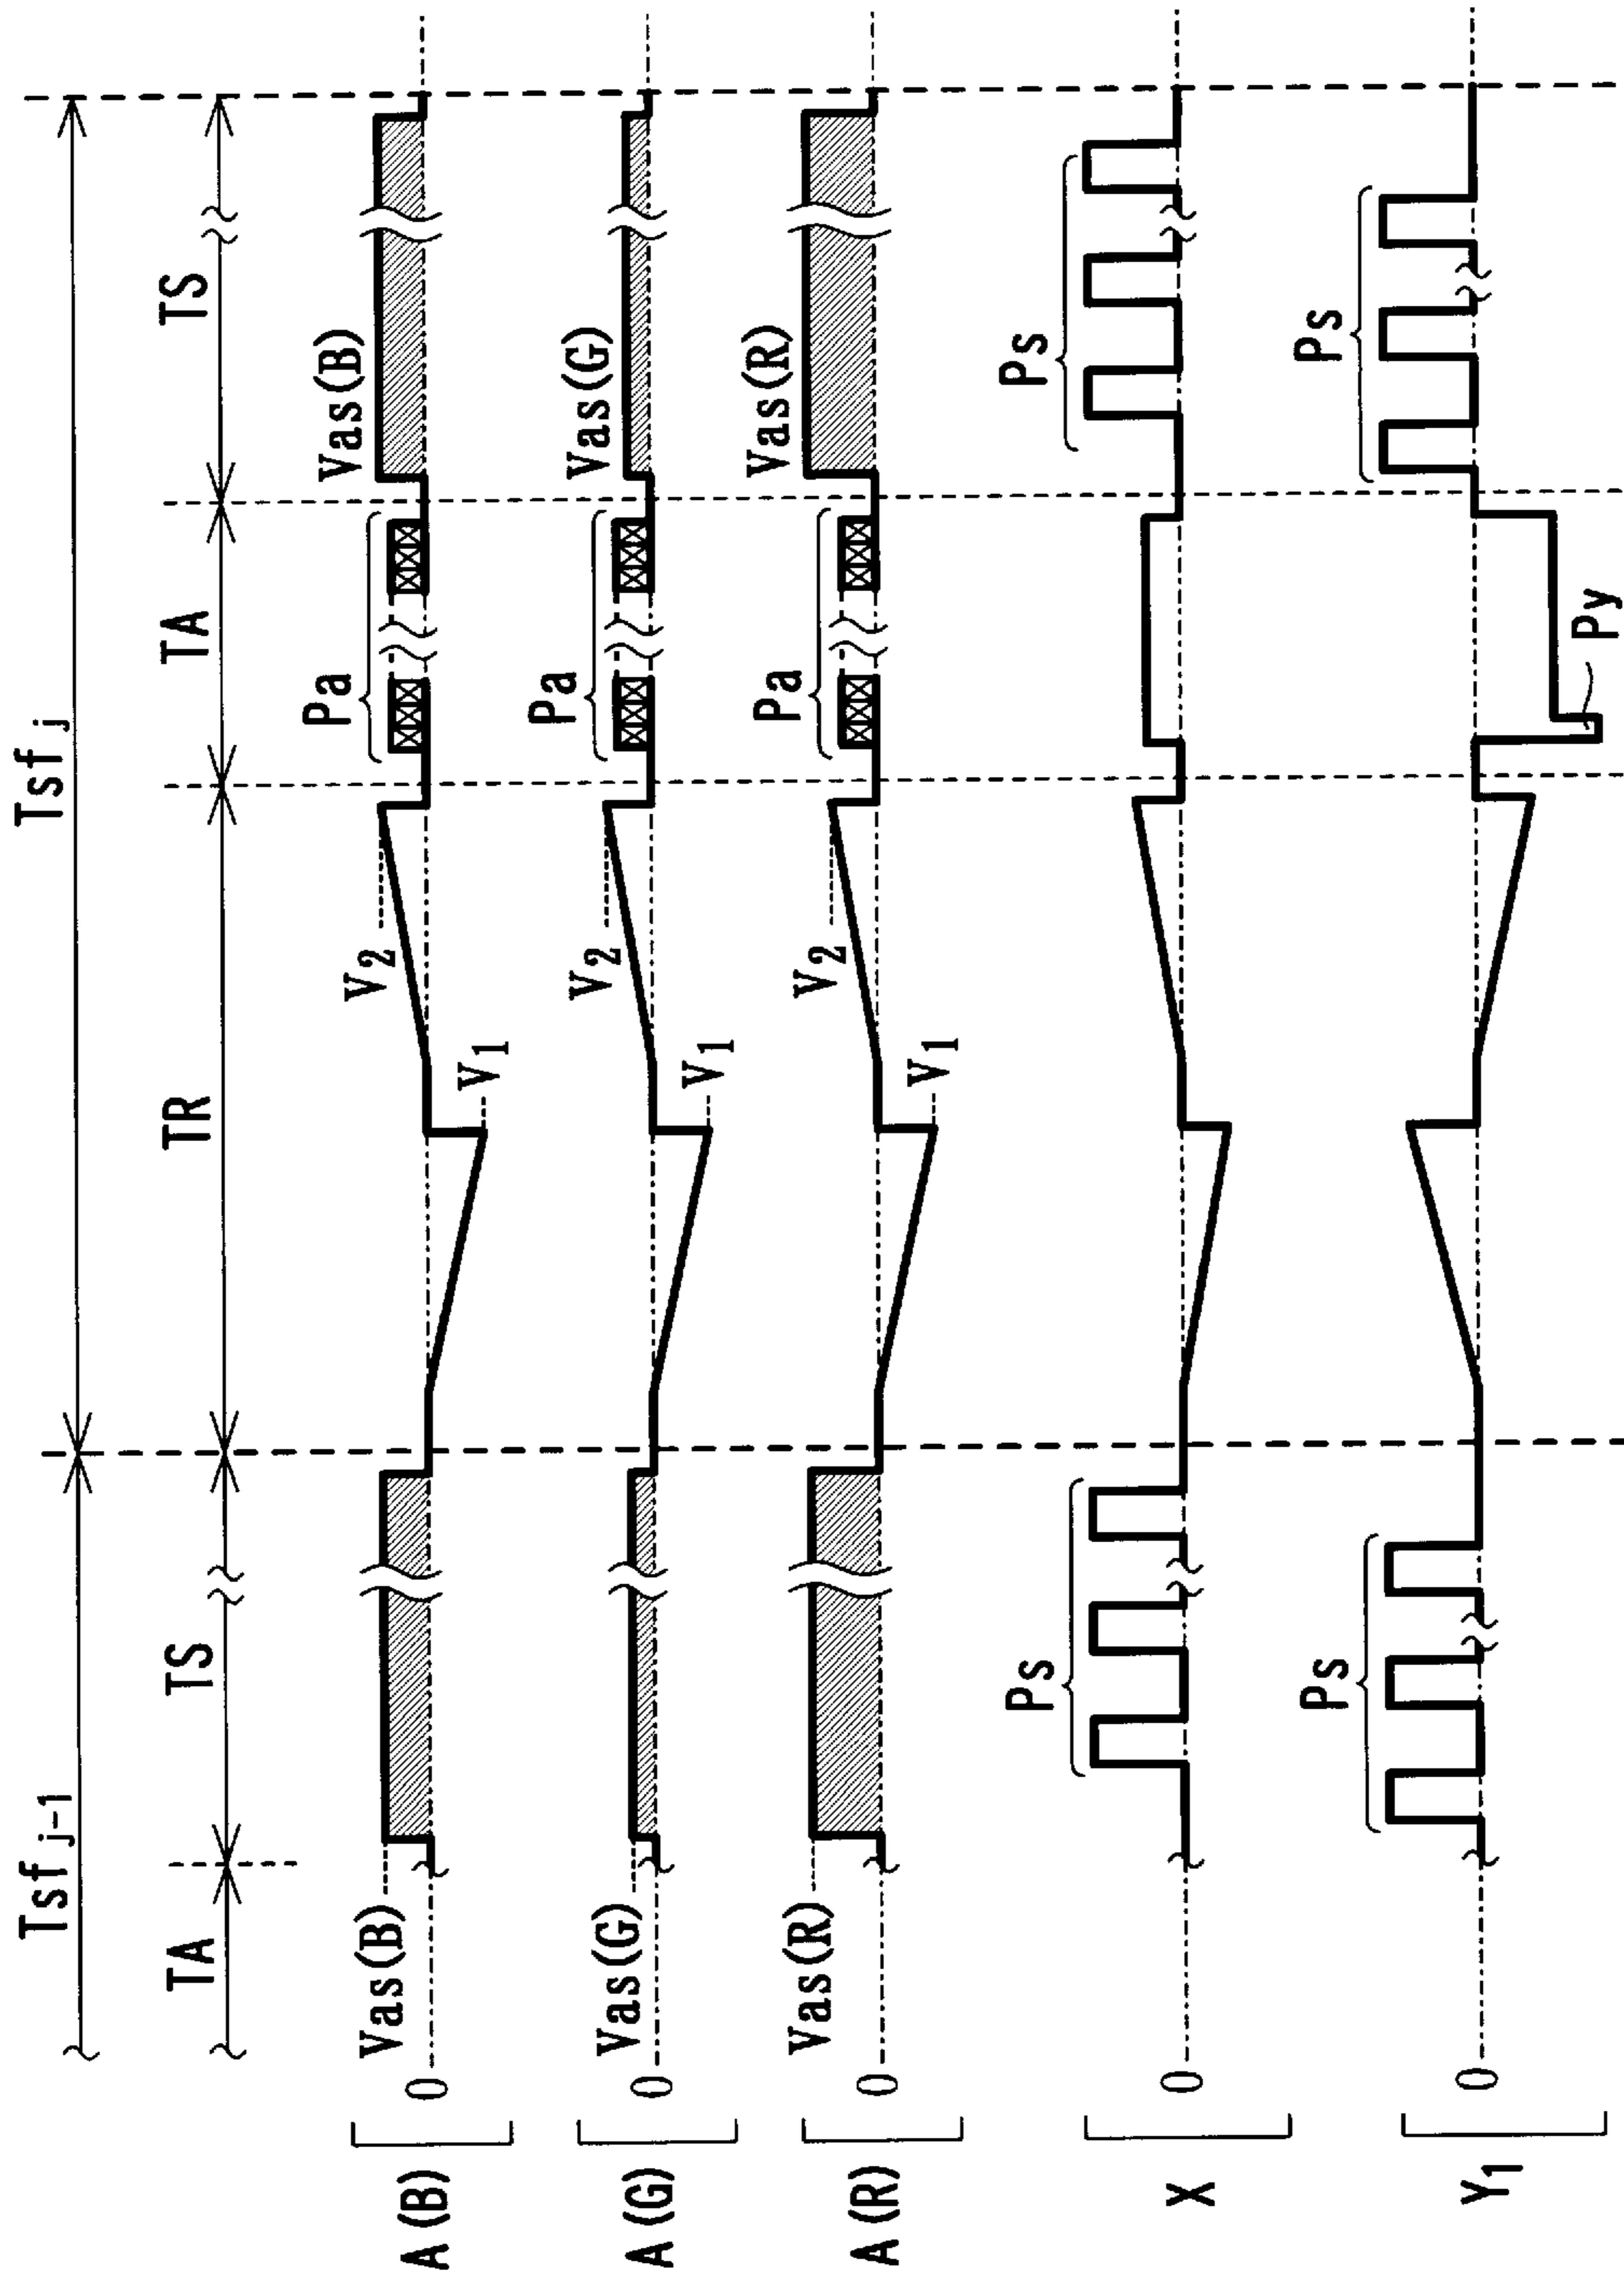 Tsf j-1 Tsf j
TA TS TR TA TS
A(B) 0 Vas(B) V1 V2 Pa Vas(B)
A(G) 0 Vas(G) V1 V2 Pa Vas(G)
A(R) 0 Vas(R) V1 V2 Pa Vas(R)
X 0 Ps Ps
Y1 0 Ps Py Ps